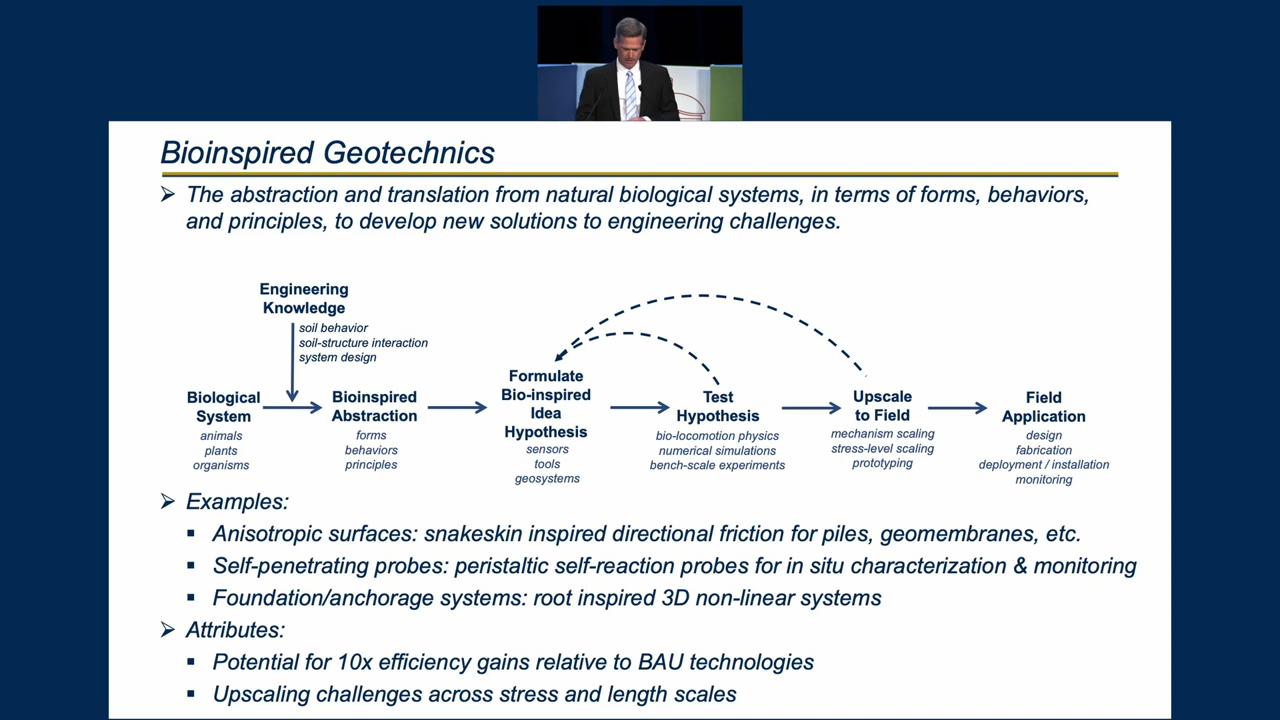 Bioinspired Geotechnics
➢ The abstraction and translation from natural biological systems, in terms of forms, behaviors,
and principles, to develop new solutions to engineering challenges.
Engineering
Knowledge
soil behavior
soil-structure interaction
system design
Biological
System
animals
plants
organisms
Bioinspired
Abstraction
forms
behaviors
principles
Formulate
Bio-inspired
Idea
Hypothesis
sensors
tools
geosystems
Test
Hypothesis
bio-locomotion physics
numerical simulations
bench-scale experiments
Upscale
to Field
mechanism scaling
stress-level scaling
prototyping
Field
Application
design
fabrication
deployment / installation
monitoring
➢ Examples:
▪ Anisotropic surfaces: snakeskin inspired directional friction for piles, geomembranes, etc.
▪ Self-penetrating probes: peristaltic self-reaction probes for in situ characterization & monitoring
▪ Foundation/anchorage systems: root inspired 3D non-linear systems
➢ Attributes:
▪ Potential for 10x efficiency gains relative to BAU technologies
▪ Upscaling challenges across stress and length scales